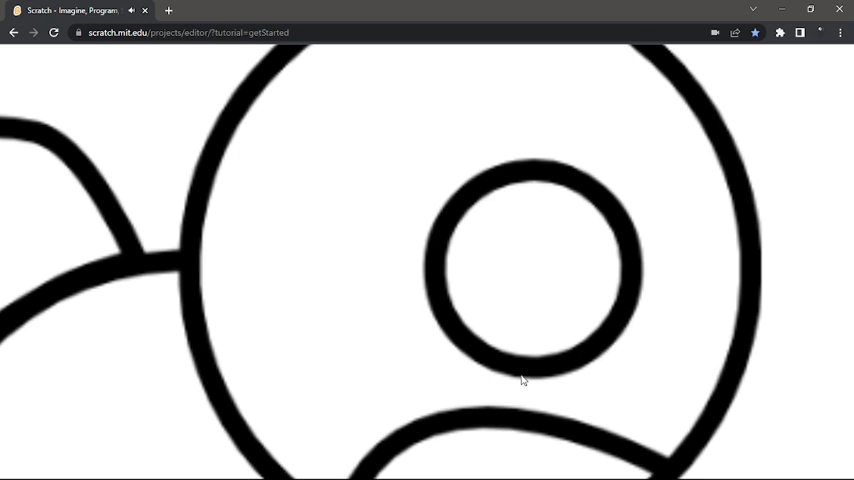 Scratch - Imagine, Program,
scratch.mit.edu/projects/editor/?tutorial=getStarted